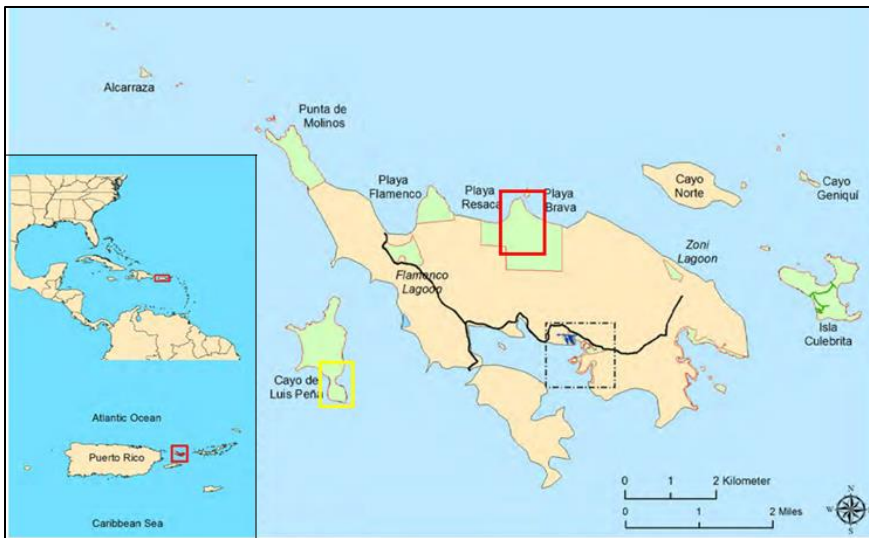 Alcarraza
Punta de
Molinos
Playa
Flamenco
Playa
Resaca
Playa
Brava
Cayo
Norte
Cayo
Geniquí
Flamenco
Lagoon
Zoni
Lagoon
Isla
Culebrita
Cayo de
Luis Peña
Atlantic Ocean
Puerto Rico
Caribbean Sea
0 1 2 Kilometer
0 1 2 Miles
N
W E
S